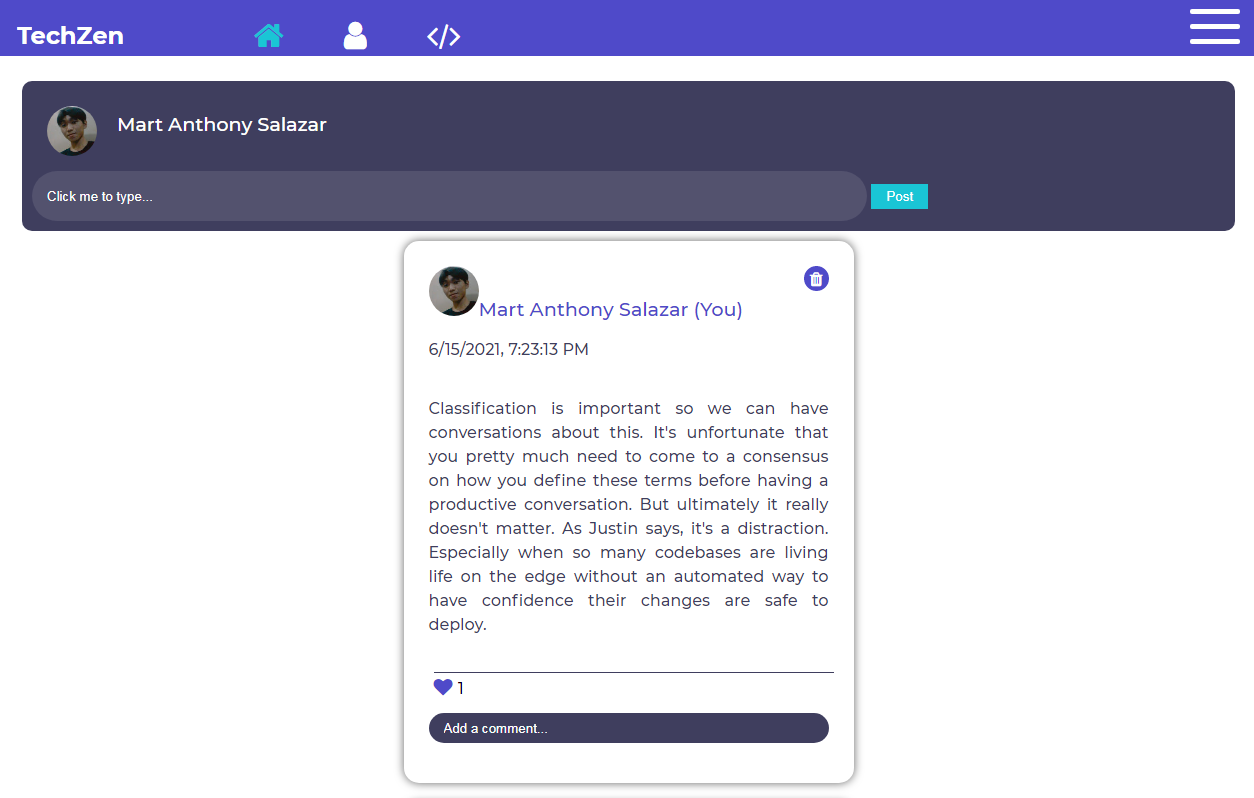 TechZen
Mart Anthony Salazar
Click me to type...
Post
Mart Anthony Salazar (You)
6/15/2021, 7:23:13 PM
Classification is important so we can have
conversations about this. It's unfortunate that
you pretty much need to come to a consensus
on how you define these terms before having a
productive conversation. But ultimately it really
doesn't matter. As Justin says, it's a distraction.
Especially when so many codebases are living
life on the edge without an automated way to
have confidence their changes are safe to
deploy.
1
Add a comment...